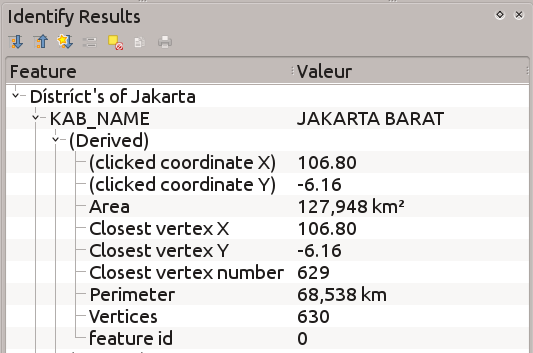 Identify Results
Feature Valeur
Dístríct's of Jakarta
KAB_NAME JAKARTA BARAT
(Derived)
(clicked coordinate X) 106.80
(clicked coordinate Y) -6.16
Area 127,948 km²
Closest vertex X 106.80
Closest vertex Y -6.16
Closest vertex number 629
Perimeter 68,538 km
Vertices 630
feature id 0